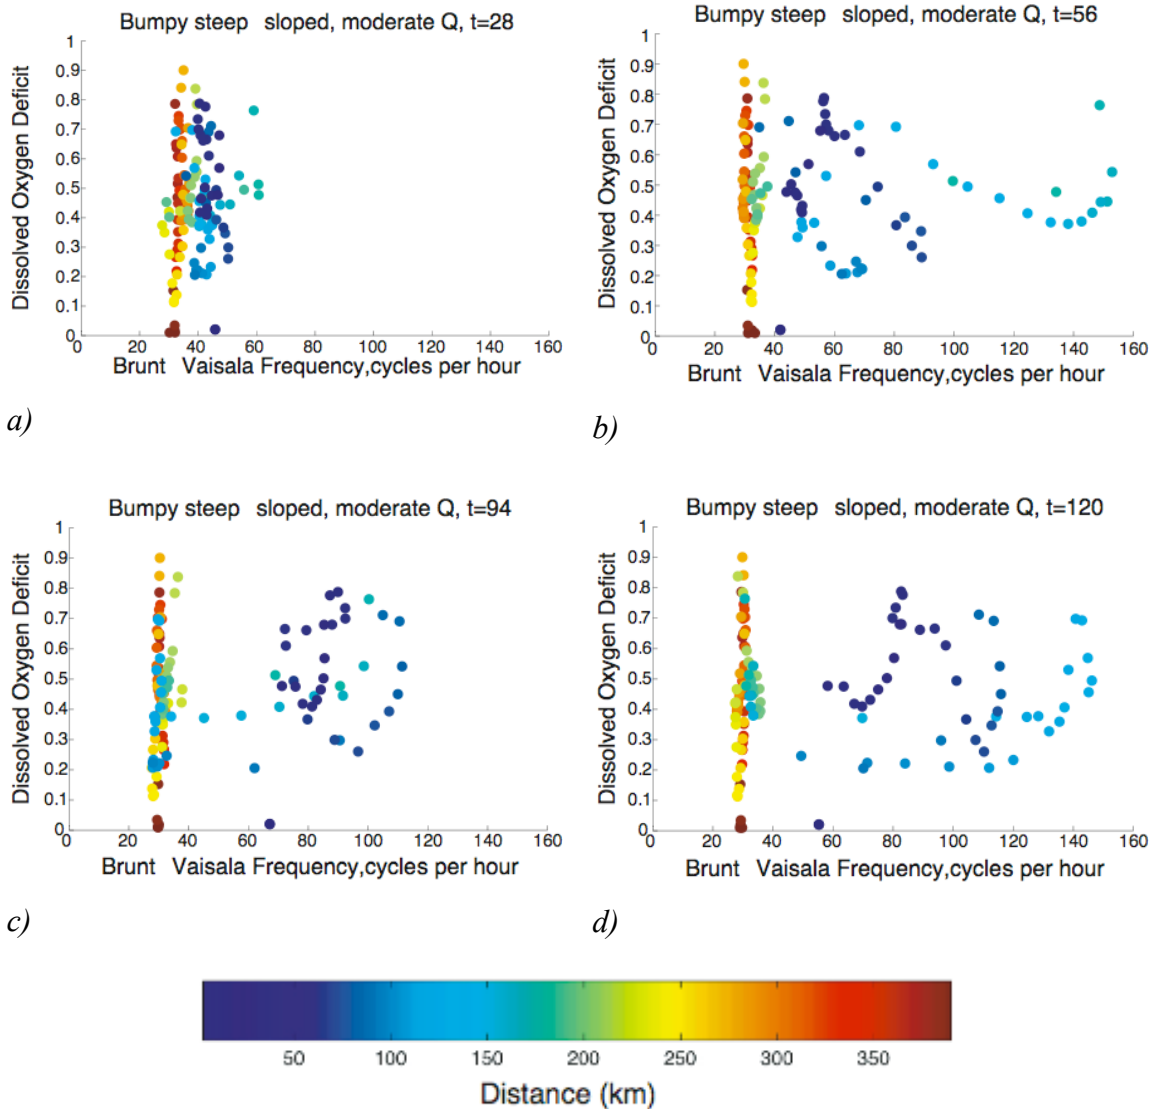 Bumpy steep sloped, moderate Q, t=28
Dissolved Oxygen Deficit
1
0.9
0.8
0.7
0.6
0.5
0.4
0.3
0.2
0.1
0
0 20 40 60 80 100 120 140 160
Brunt Vaisala Frequency,cycles per hour
a)
Bumpy steep sloped, moderate Q, t=56
Dissolved Oxygen Deficit
1
0.9
0.8
0.7
0.6
0.5
0.4
0.3
0.2
0.1
0
0 20 40 60 80 100 120 140 160
Brunt Vaisala Frequency,cycles per hour
b)
Bumpy steep sloped, moderate Q, t=94
Dissolved Oxygen Deficit
1
0.9
0.8
0.7
0.6
0.5
0.4
0.3
0.2
0.1
0
0 20 40 60 80 100 120 140 160
Brunt Vaisala Frequency,cycles per hour
c)
Bumpy steep sloped, moderate Q, t=120
Dissolved Oxygen Deficit
1
0.9
0.8
0.7
0.6
0.5
0.4
0.3
0.2
0.1
0
0 20 40 60 80 100 120 140 160
Brunt Vaisala Frequency,cycles per hour
d)
50 100 150 200 250 300 350
Distance (km)